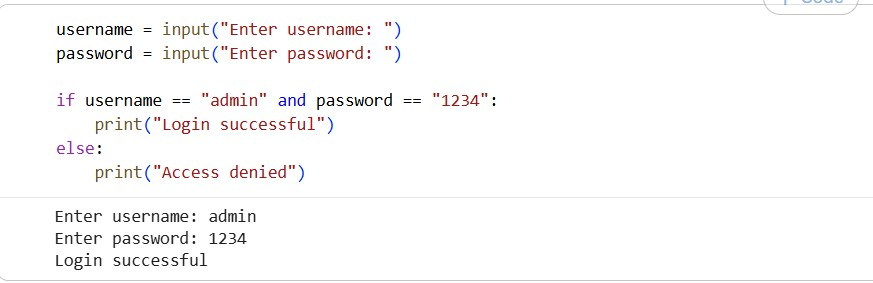 username = input("Enter username: ")
password = input("Enter password: ")

if username == "admin" and password == "1234":
    print("Login successful")
else:
    print("Access denied")
Enter username: admin
Enter password: 1234
Login successful